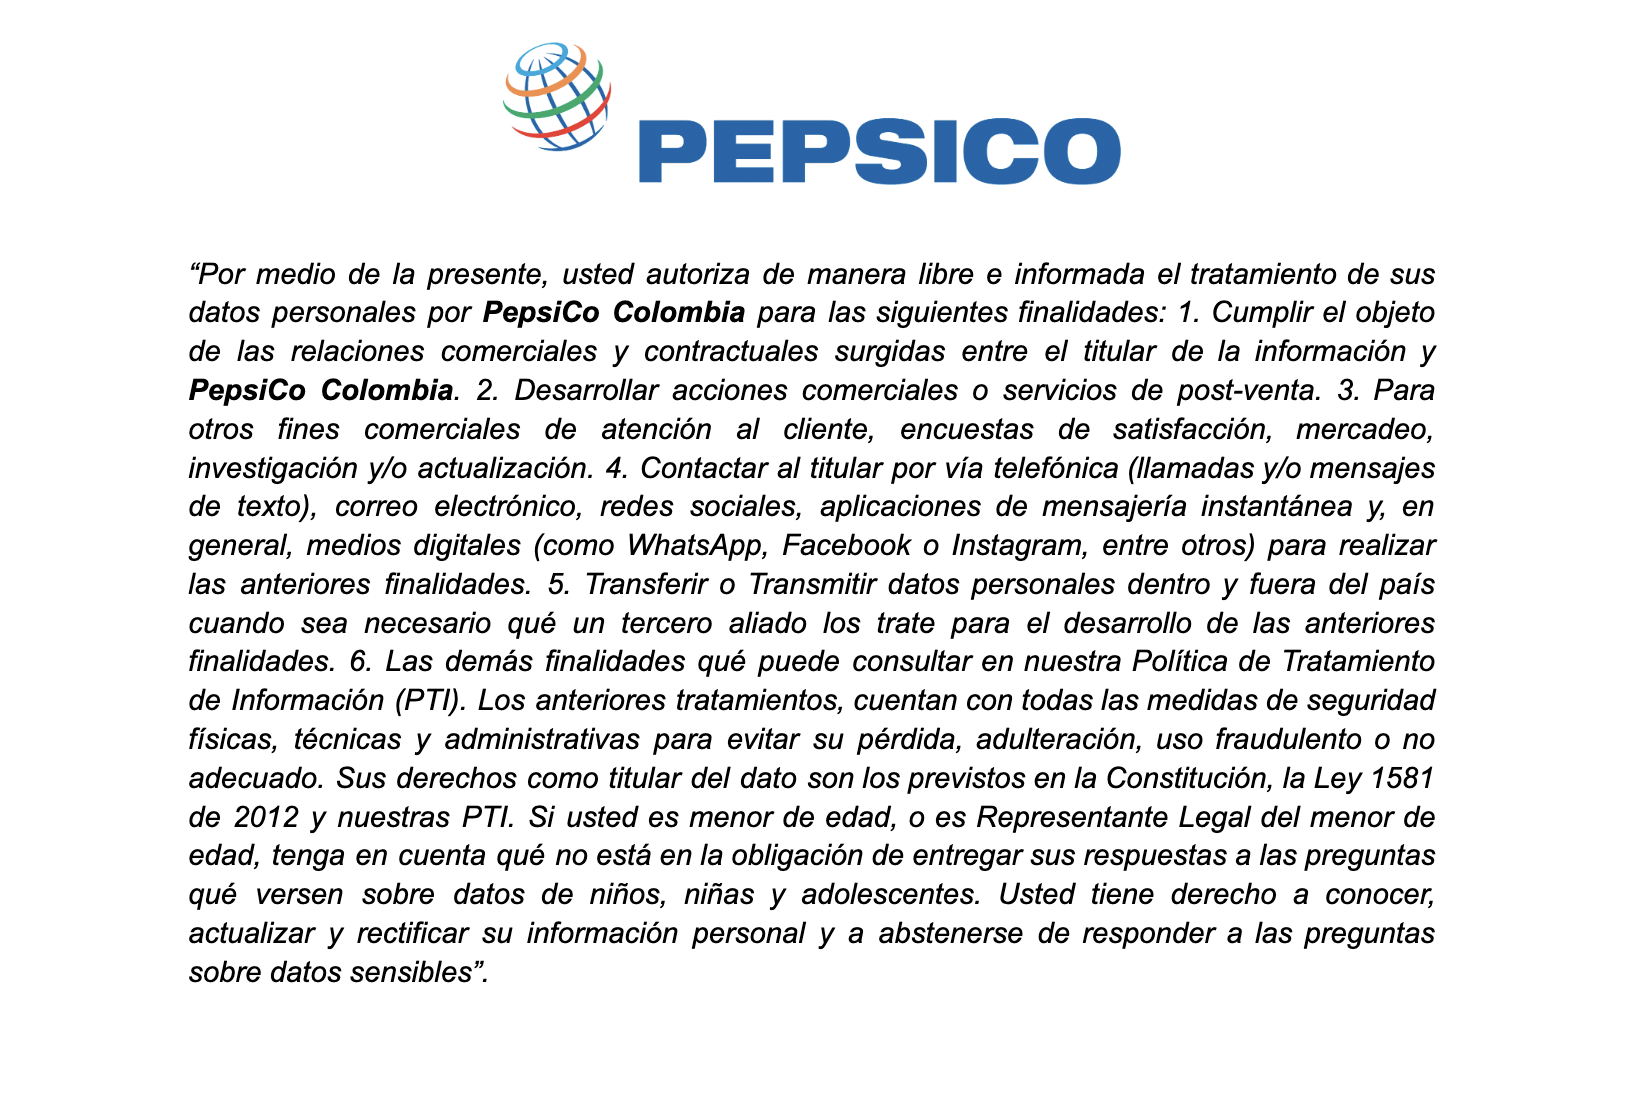 PEPSICO
“Por medio de la presente, usted autoriza de manera libre e informada el tratamiento de sus
datos personales por PepsiCo Colombia para las siguientes finalidades: 1. Cumplir el objeto
de las relaciones comerciales y contractuales surgidas entre el titular de la información y
PepsiCo Colombia. 2. Desarrollar acciones comerciales o servicios de post-venta. 3. Para
otros fines comerciales de atención al cliente, encuestas de satisfacción, mercadeo,
investigación y/o actualización. 4. Contactar al titular por vía telefónica (llamadas y/o mensajes
de texto), correo electrónico, redes sociales, aplicaciones de mensajería instantánea y, en
general, medios digitales (como WhatsApp, Facebook o Instagram, entre otros) para realizar
las anteriores finalidades. 5. Transferir o Transmitir datos personales dentro y fuera del país
cuando sea necesario qué un tercero aliado los trate para el desarrollo de las anteriores
finalidades. 6. Las demás finalidades qué puede consultar en nuestra Política de Tratamiento
de Información (PTI). Los anteriores tratamientos, cuentan con todas las medidas de seguridad
físicas, técnicas y administrativas para evitar su pérdida, adulteración, uso fraudulento o no
adecuado. Sus derechos como titular del dato son los previstos en la Constitución, la Ley 1581
de 2012 y nuestras PTI. Si usted es menor de edad, o es Representante Legal del menor de
edad, tenga en cuenta qué no está en la obligación de entregar sus respuestas a las preguntas
qué versen sobre datos de niños, niñas y adolescentes. Usted tiene derecho a conocer,
actualizar y rectificar su información personal y a abstenerse de responder a las preguntas
sobre datos sensibles”.